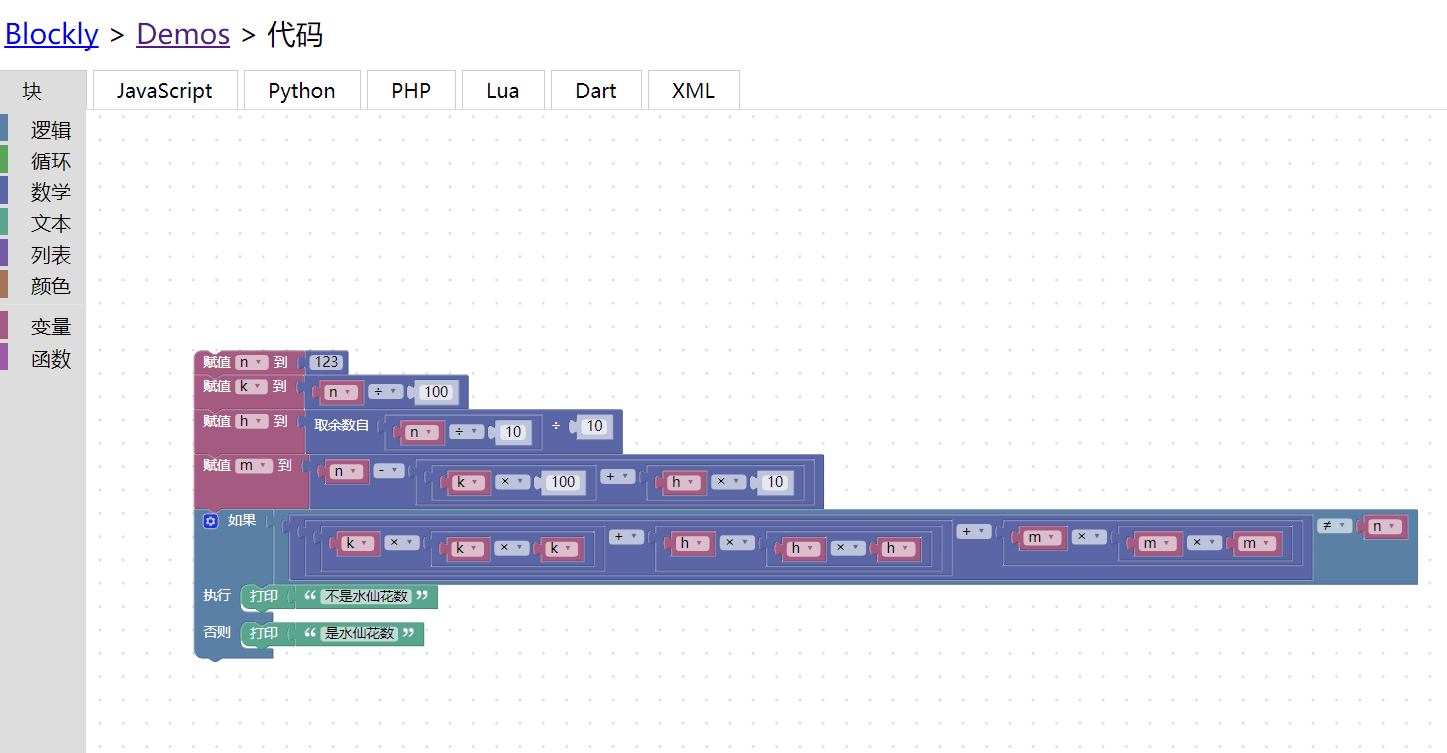 Blockly > Demos > 代码
块 JavaScript Python PHP Lua Dart XML
逻辑
循环
数学
文本
列表
颜色
变量
函数
赋值 n 到 123
赋值 k 到 n ÷ 100
赋值 h 到 取余数自 n ÷ 10 ÷ 10
赋值 m 到 n - k × 100 + h × 10
如果 k × k × k + h × h × h + m × m × m ≠ n
执行 打印 “ 不是水仙花数 ”
否则 打印 “ 是水仙花数 ”